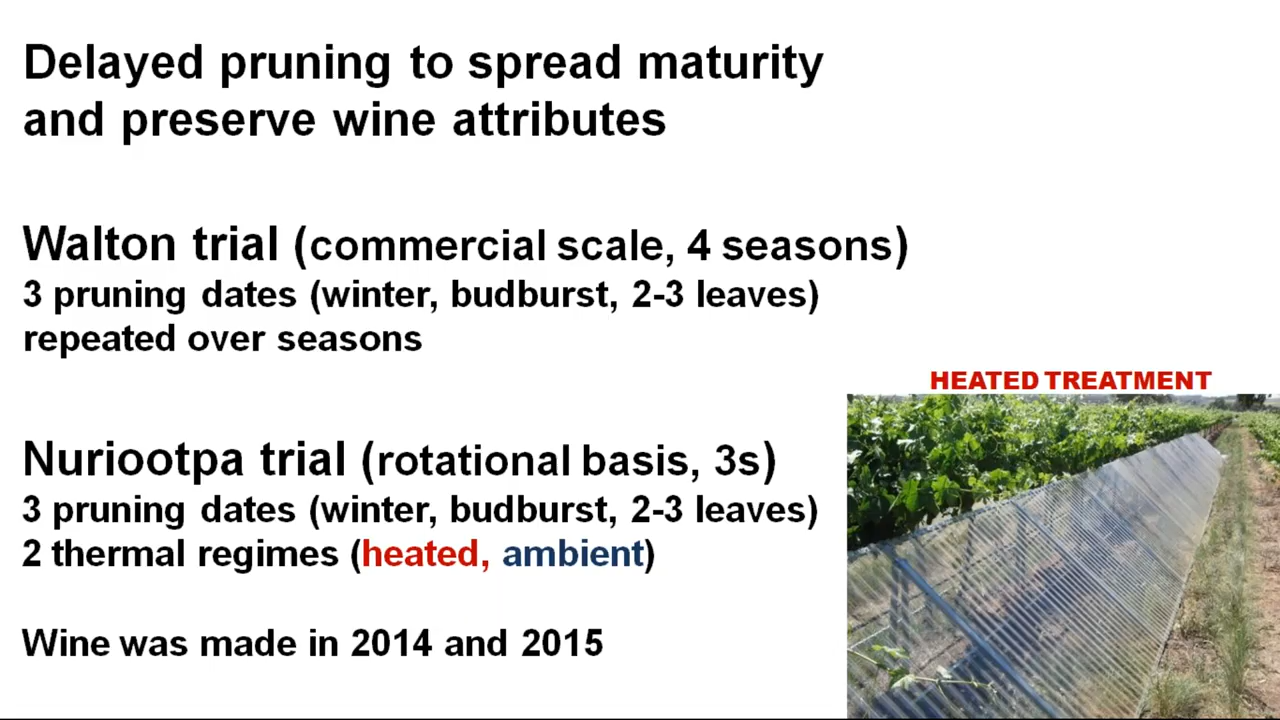 Delayed pruning to spread maturity
and preserve wine attributes
Walton trial (commercial scale, 4 seasons)
3 pruning dates (winter, budburst, 2-3 leaves)
repeated over seasons
HEATED TREATMENT
Nuriootpa trial (rotational basis, 3s)
3 pruning dates (winter, budburst, 2-3 leaves)
2 thermal regimes (heated, ambient)
Wine was made in 2014 and 2015